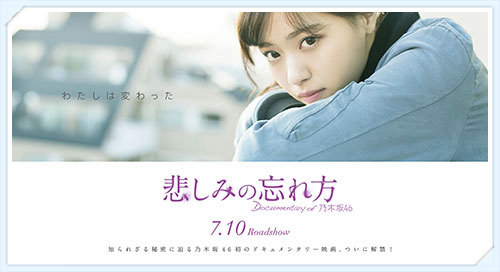 わたしは変わった
悲しみの忘れ方
Documentary of 乃木坂46
7.10 Roadshow
知られざる秘密に迫る乃木坂46初のドキュメンタリー映画、ついに解禁！